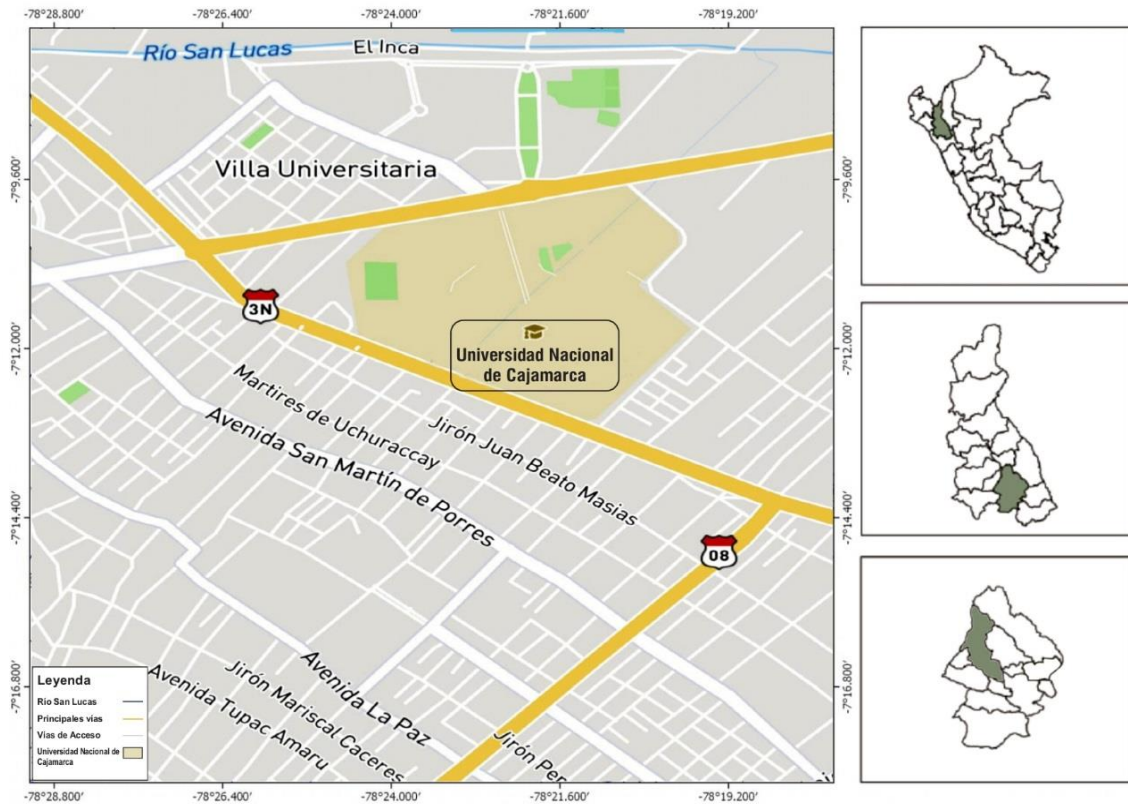 -78°28.800'
-78°26.400'
-78°24.000'
-78°21.600'
-78°19.200'
Río San Lucas
El Inca
Villa Universitaria
-7°9.600'
-7°9.600'
3N
Universidad Nacional
de Cajamarca
-7°12.000'
-7°12.000'
Martires de Uchuraccay
Jirón Juan Beato Masias
Avenida San Martín de Porres
-7°14.400'
-7°14.400'
08
Avenida La Paz
Jirón Mariscal Caceres
Avenida Tupac Amaru
Jirón Per
-7°16.800'
-7°16.800'
Leyenda
Rio San Lucas
Principales vías
Vias de Acceso
Universidad Nacional de
Cajamarca
-78°28.800'
-78°26.400'
-78°24.000'
-78°21.600'
-78°19.200'